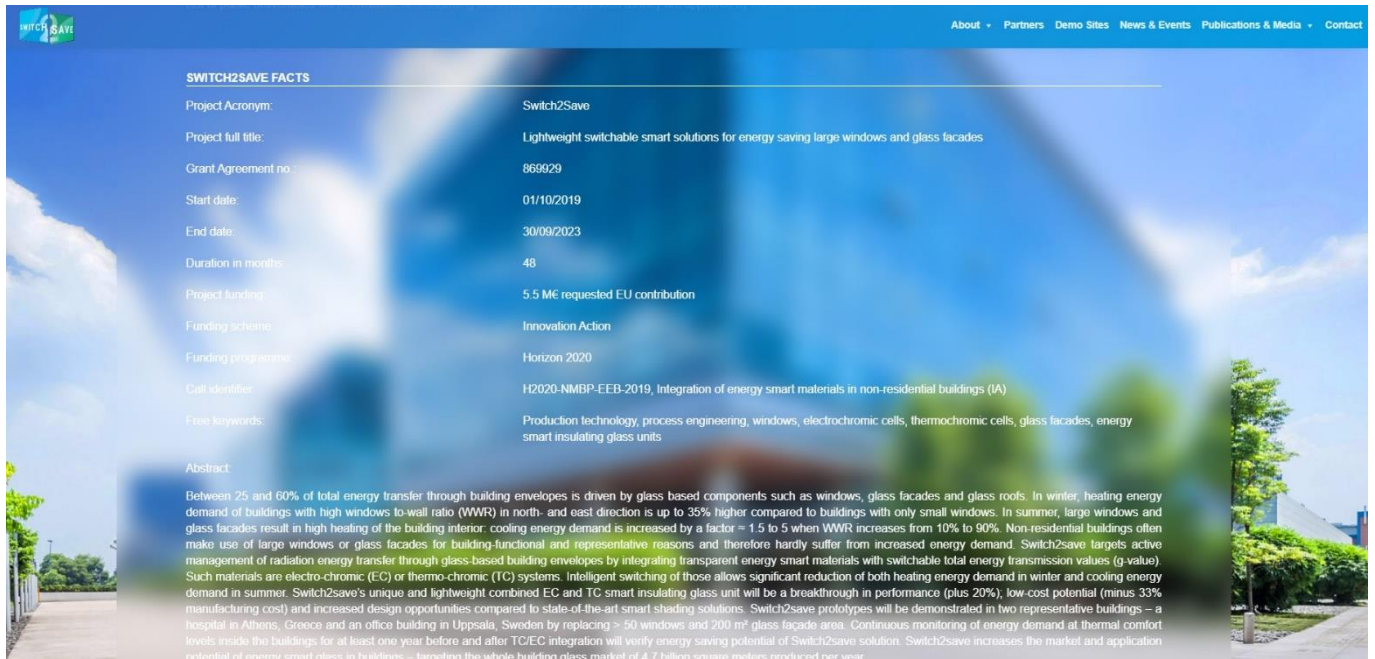 SWITCH SAVE
About Partners Demo Sites News & Events Publications & Media Contact
SWITCH2SAVE FACTS
Project Acronym: Switch2Save
Project full title: Lightweight switchable smart solutions for energy saving large windows and glass facades
Grant Agreement no.: 869929
Start date: 01/10/2019
End date: 30/09/2023
Duration in months: 48
Project funding: 5.5 M€ requested EU contribution
Funding scheme: Innovation Action
Funding programme: Horizon 2020
Call identifier: H2020-NMBP-EEB-2019, Integration of energy smart materials in non-residential buildings (IA)
Free keywords: Production technology, process engineering, windows, electrochromic cells, thermochromic cells, glass facades, energy
smart insulating glass units
Abstract:
Between 25 and 60% of total energy transfer through building envelopes is driven by glass based components such as windows, glass facades and glass roofs. In winter, heating energy
demand of buildings with high windows to-wall ratio (WWR) in north- and east direction is up to 35% higher compared to buildings with only small windows. In summer, large windows and
glass facades result in high heating of the building interior: cooling energy demand is increased by a factor ≈ 1.5 to 5 when WWR increases from 10% to 90%. Non-residential buildings often
make use of large windows or glass facades for building-functional and representative reasons and therefore hardly suffer from increased energy demand. Switch2save targets active
management of radiation energy transfer through glass-based building envelopes by integrating transparent energy smart materials with switchable total energy transmission values (g-value).
Such materials are electro-chromic (EC) or thermo-chromic (TC) systems. Intelligent switching of those allows significant reduction of both heating energy demand in winter and cooling energy
demand in summer. Switch2save's unique and lightweight combined EC and TC smart insulating glass unit will be a breakthrough in performance (plus 20%); low-cost potential (minus 33%
manufacturing cost) and increased design opportunities compared to state-of-the-art smart shading solutions. Switch2save prototypes will be demonstrated in two representative buildings – a
hospital in Athens, Greece and an office building in Uppsala, Sweden by replacing > 50 windows and 200 m² glass façade area. Continuous monitoring of energy demand at thermal comfort
levels inside the buildings for at least one year before and after TC/EC integration will verify energy saving potential of Switch2save solution. Switch2save increases the market and application
potential of energy smart glass in buildings – targeting the whole building glass market of 4.7 billion square meters produced per year.